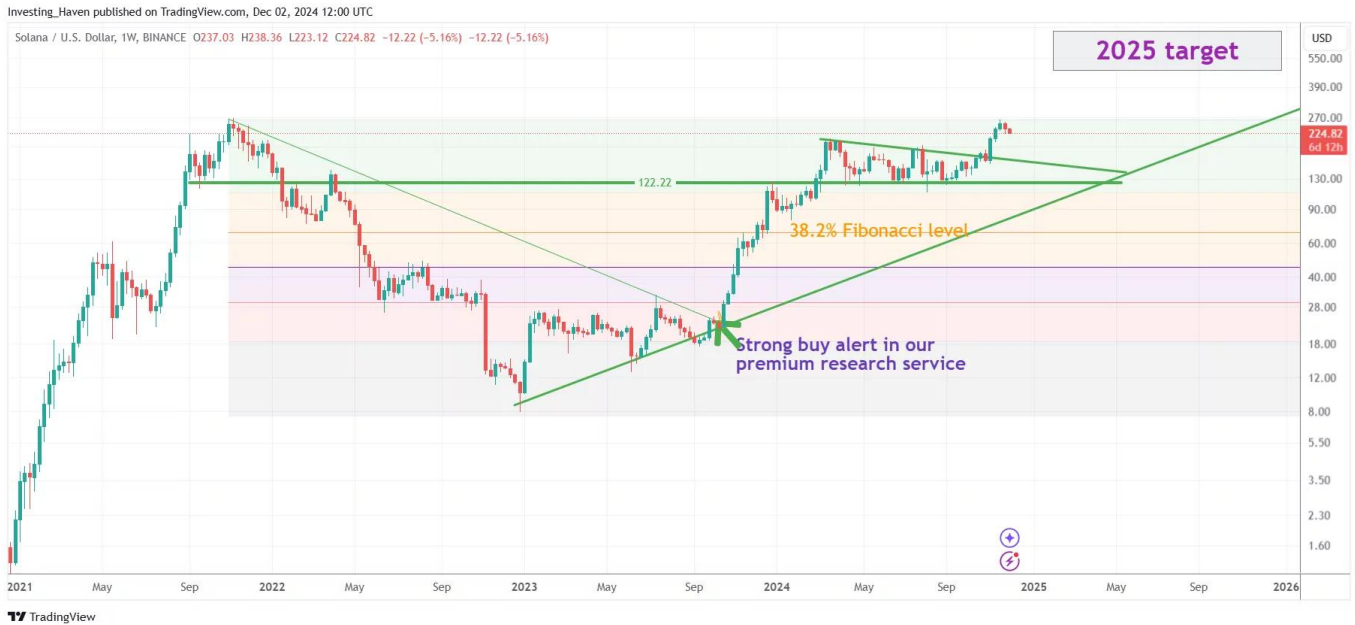 Investing_Haven published on TradingView.com, Dec 02, 2024 12:00 UTC
Solana / U.S. Dollar, 1W, BINANCE O237.03 H238.36 L223.12 C224.82 −12.22 (−5.16%) −12.22 (−5.16%)
USD
2025 target
550.00
390.00
270.00
224.82
6d 12h
122.22
130.00
90.00
38.2% Fibonacci level
60.00
40.00
28.00
Strong buy alert in our
premium research service
18.00
12.00
8.00
5.50
3.50
2.30
1.60
2021 May Sep 2022 May Sep 2023 May Sep 2024 May Sep 2025 May Sep 2026
TradingView